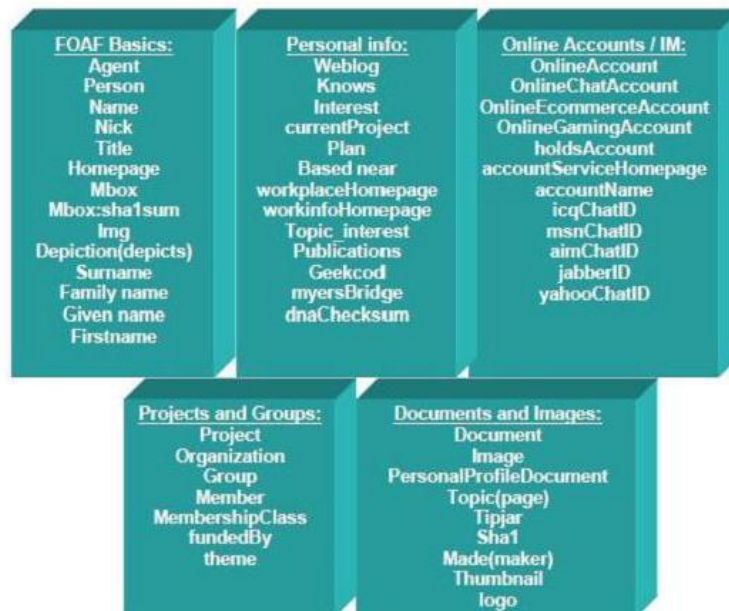 FOAF Basics:
Agent
Person
Name
Nick
Title
Homepage
Mbox
Mbox:sha1sum
Img
Depiction(depicts)
Surname
Family name
Given name
Firstname
Personal info:
Weblog
Knows
Interest
currentProject
Plan
Based near
workplaceHomepage
workinfoHomepage
Topic_interest
Publications
Geekcod
myersBridge
dnaChecksum
Online Accounts / IM:
OnlineAccount
OnlineChatAccount
OnlineEcommerceAccount
OnlineGamingAccount
holdsAccount
accountServiceHomepage
accountName
icqChatID
msnChatID
aimChatID
jabberID
yahooChatID
Projects and Groups:
Project
Organization
Group
Member
MembershipClass
fundedBy
theme
Documents and Images:
Document
Image
PersonalProfileDocument
Topic(page)
Tipjar
Sha1
Made(maker)
Thumbnail
logo